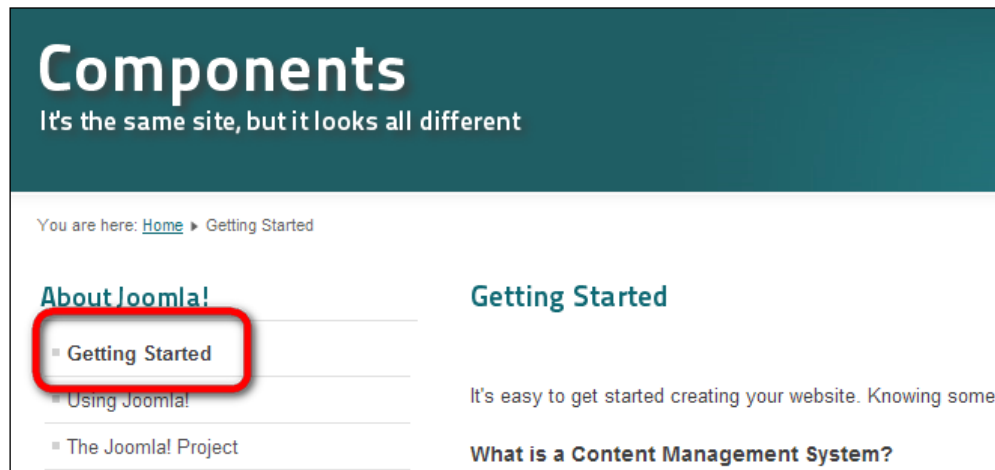 Components
It's the same site, but it looks all different
You are here: Home ▸ Getting Started
About Joomla!
Getting Started
Using Joomla!
The Joomla! Project
Getting Started
It's easy to get started creating your website. Knowing some
What is a Content Management System?